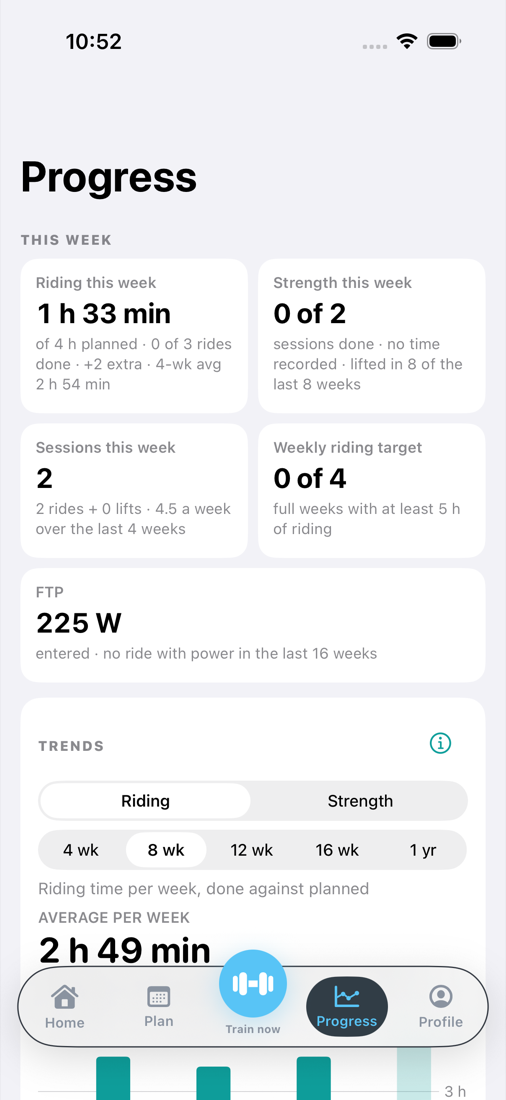 10:52
Progress
THIS WEEK
Riding this week
1 h 33 min
of 4 h planned · 0 of 3 rides
done · +2 extra · 4-wk avg
2 h 54 min
Strength this week
0 of 2
sessions done · no time
recorded · lifted in 8 of the
last 8 weeks
Sessions this week
2
2 rides + 0 lifts · 4.5 a week
over the last 4 weeks
Weekly riding target
0 of 4
full weeks with at least 5 h
of riding
FTP
225 W
entered · no ride with power in the last 16 weeks
TRENDS
Riding
Strength
4 wk
8 wk
12 wk
16 wk
1 yr
Riding time per week, done against planned
AVERAGE PER WEEK
2 h 49 min
Home
Plan
Train now
Progress
Profile
3 h